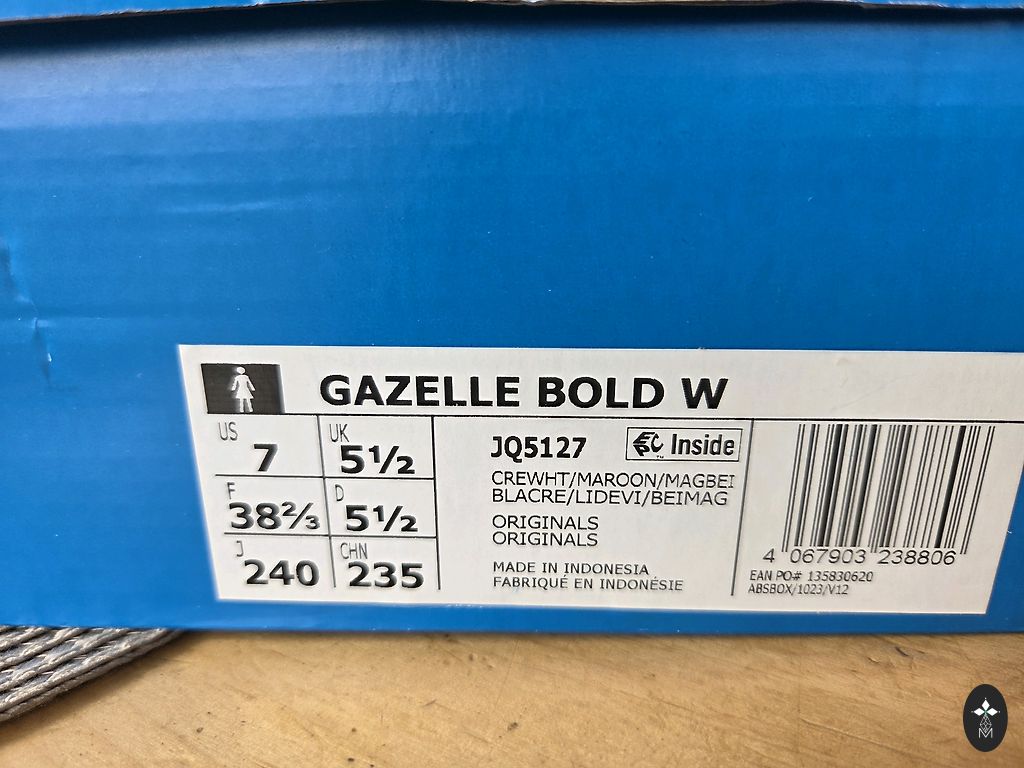 GAZELLE BOLD W
US 7
UK 5½
F 38⅔
D 5½
J 240
CHN 235
JQ5127
EC Inside
CREWHT/MAROON/MAGBEI
BLACRE/LIDEVI/BEIMAG
ORIGINALS
ORIGINALS
MADE IN INDONESIA
FABRIQUÉ EN INDONÉSIE
4 067903 238806
EAN PO# 135830620
ABSBOX/1023/V12
M